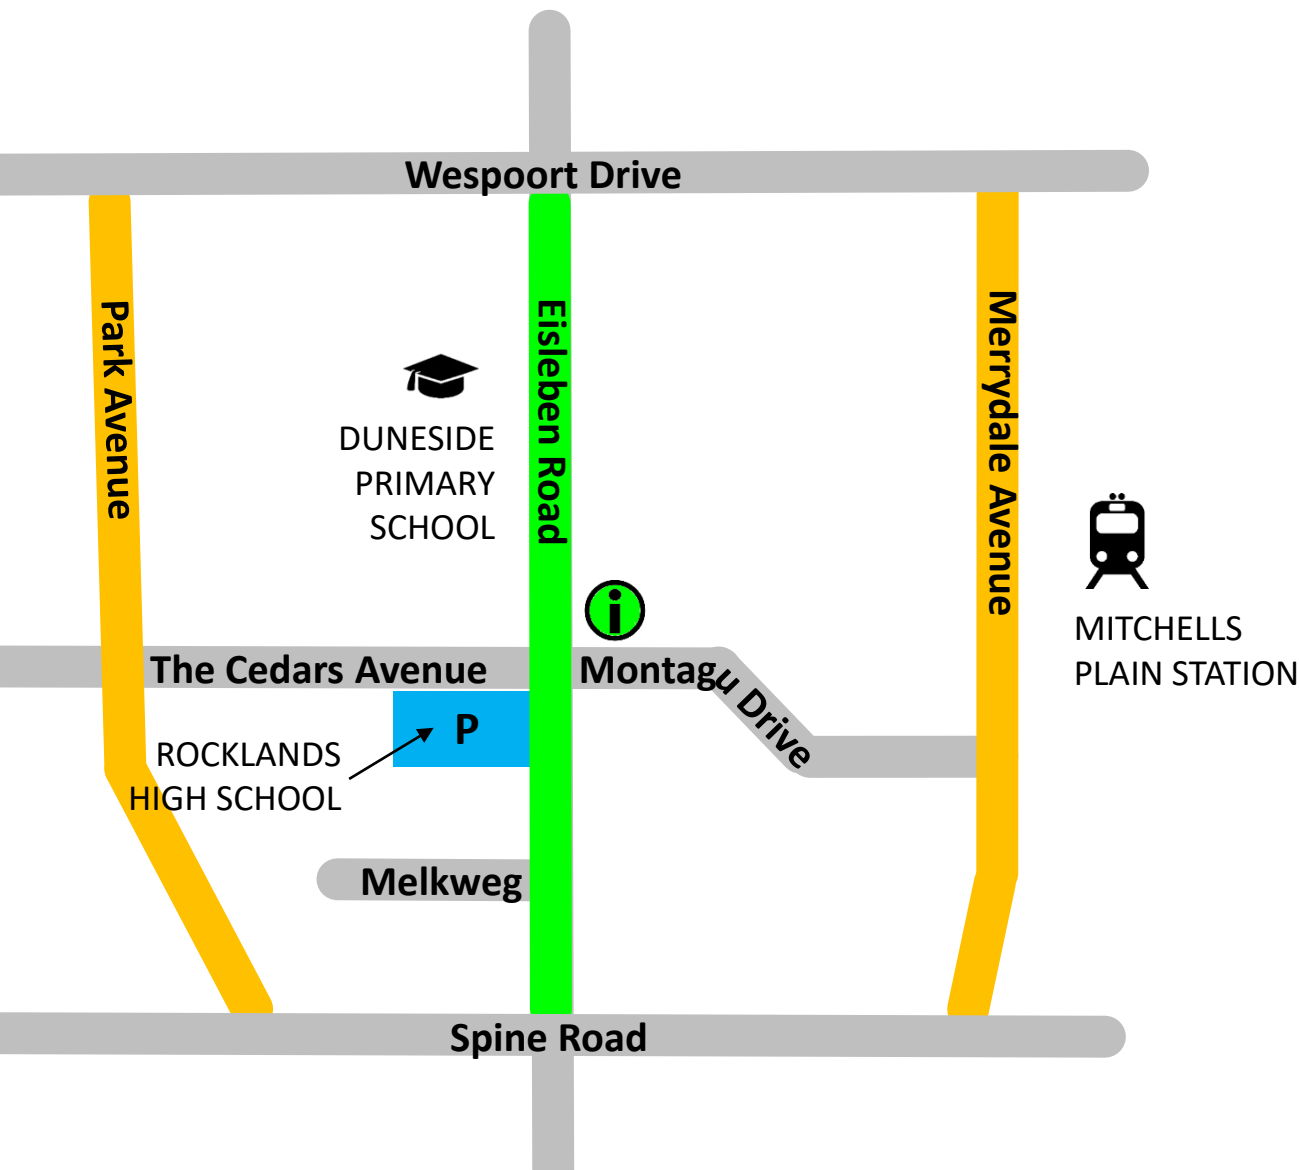 Wespoort Drive
Park Avenue
Eisleben Road
Merrydale Avenue
DUNESIDE
PRIMARY
SCHOOL
i
MITCHELLS
PLAIN STATION
The Cedars Avenue
Montagu Drive
P
ROCKLANDS
HIGH SCHOOL
Melkweg
Spine Road